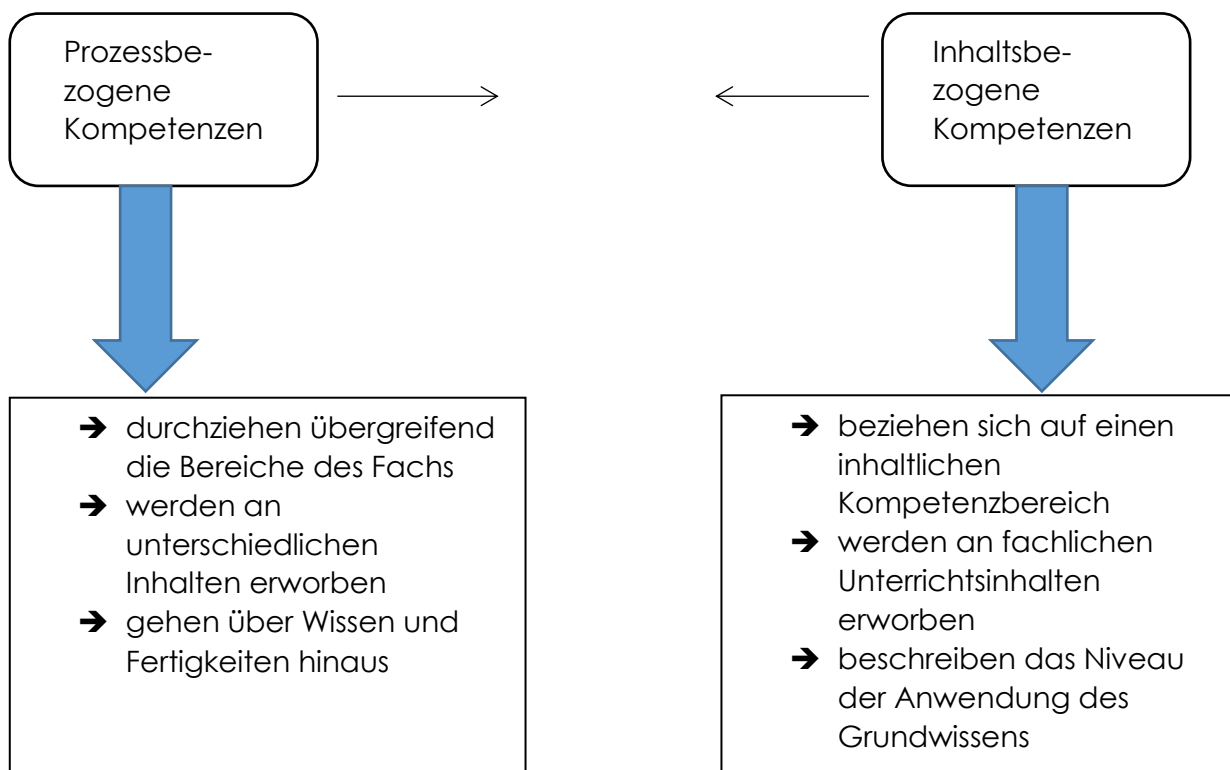 Prozessbe-
zogene
Kompetenzen
Inhaltsbe-
zogene
Kompetenzen
➔ durchziehen übergreifend
die Bereiche des Fachs
➔ werden an
unterschiedlichen
Inhalten erworben
➔ gehen über Wissen und
Fertigkeiten hinaus
➔ beziehen sich auf einen
inhaltlichen
Kompetenzbereich
➔ werden an fachlichen
Unterrichtsinhalten
erworben
➔ beschreiben das Niveau
der Anwendung des
Grundwissens